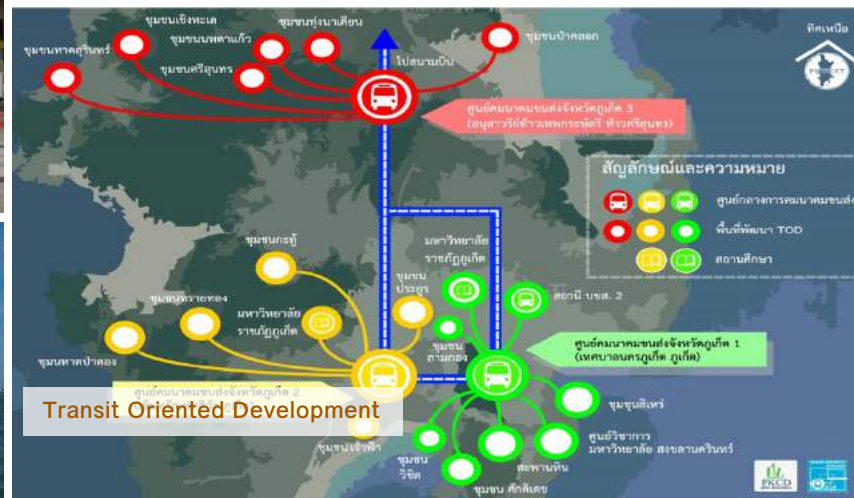 ชุมชนเชิงทะเล
ชุมชนทุ่งนาเดียน
ชุมชนนพดาแก้ว
ชุมชนหาดสุรินทร์
ชุมชนศรีสุนทร
ไปสนามบิน
ชุมชนป่าคลอก
ทิศเหนือ
PHUKET
ศูนย์คมนาคมขนส่งจังหวัดภูเก็ต 3
(อนุสาวรีย์ท้าวเทพกระษัตรี ท้าวศรีสุนทร)
สัญลักษณ์และความหมาย
ศูนย์กลางการคมนาคมขนส่ง
พื้นที่พัฒนา TOD
สถานศึกษา
ชุมชนกะทู้
มหาวิทยาลัย
ราชภัฏภูเก็ต
ชุมชน
ประยูร
สถานี บขส. 2
ชุมชนทรายทอง
มหาวิทยาลัย
ราชภัฏภูเก็ต
ชุมชน
สามกอง
ชุมชนหาดป่าตอง
ศูนย์คมนาคมขนส่งจังหวัดภูเก็ต 1
(เทศบาลนครภูเก็ต ภูเก็ต)
ศูนย์คมนาคมขนส่งจังหวัดภูเก็ต 2
Transit Oriented Development
ชุมชนเจ้าฟ้า
ชุมชนสิเหร่
ชุมชน
วิชิต
สะพานหิน
ศูนย์วิชาการ
มหาวิทยาลัย สงขลานครินทร์
ชุมชน ศักดิเดช
PKCD